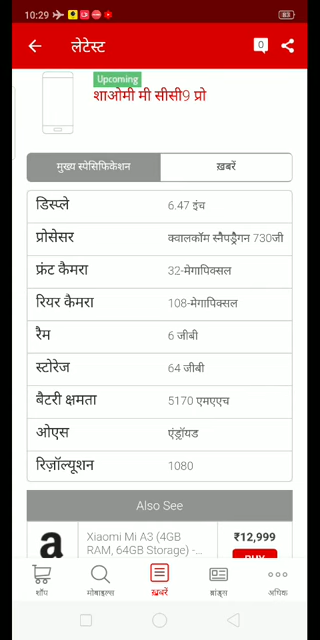 10:29
83
लेटेस्ट
0
Upcoming
शाओमी मी सीसी9 प्रो
मुख्य स्पेसिफिकेशन
ख़बरें
डिस्प्ले 6.47 इंच
प्रोसेसर क्वालकॉम स्नैपड्रैगन 730जी
फ्रंट कैमरा 32-मेगापिक्सल
रियर कैमरा 108-मेगापिक्सल
रैम 6 जीबी
स्टोरेज 64 जीबी
बैटरी क्षमता 5170 एमएएच
ओएस एंड्रॉयड
रिज़ॉल्यूशन 1080
Also See
a
Xiaomi Mi A3 (4GB
RAM, 64GB Storage) -...
₹12,999
BUY
शॉप
मोबाइल्स
ख़बरें
ब्रांड्स
अधिक